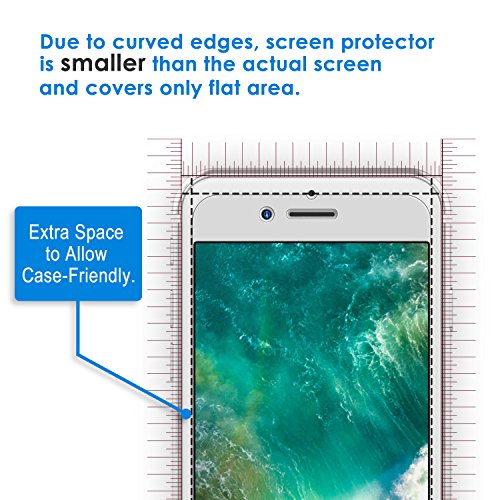 Due to curved edges, screen protector
is smaller than the actual screen
and covers only flat area.
Extra Space
to Allow
Case-Friendly.